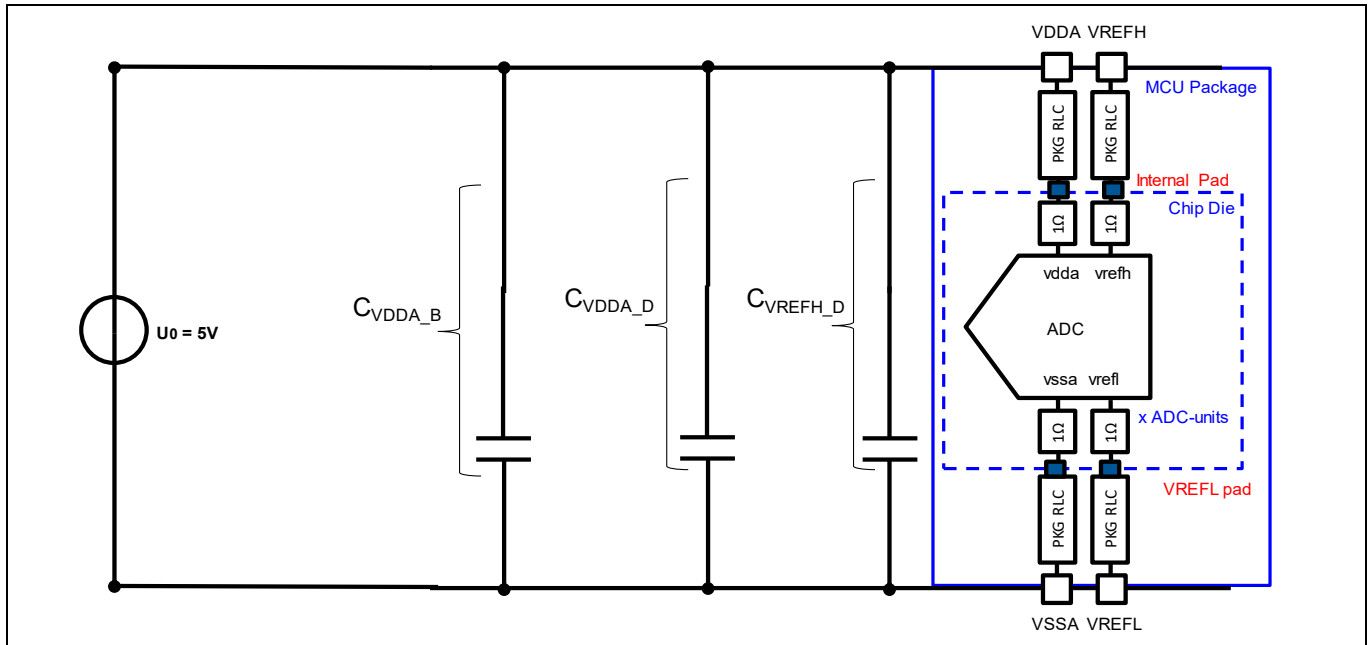 VDDA VREFH
MCU Package
PKG RLC
PKG RLC
Internal Pad
Chip Die
1Ω
1Ω
vdda vrefh
CVDDA_B
CVDDA_D
CVREFH_D
U0 = 5V
ADC
vssa vrefl
x ADC-units
1Ω
1Ω
VREFL pad
PKG RLC
PKG RLC
VSSA VREFL